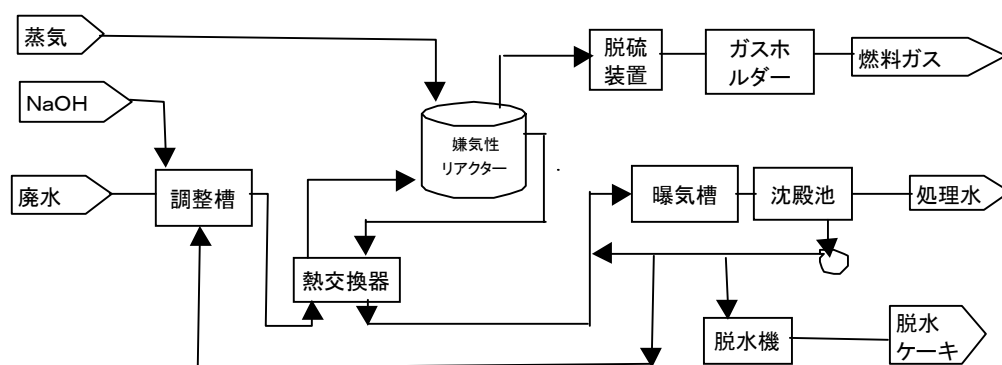 蒸気
脱硫
装置
ガスホ
ルダー
燃料ガス
NaOH
嫌気性
リアクター
廃水
調整槽
曝気槽
沈殿池
処理水
熱交換器
脱水機
脱水
ケーキ